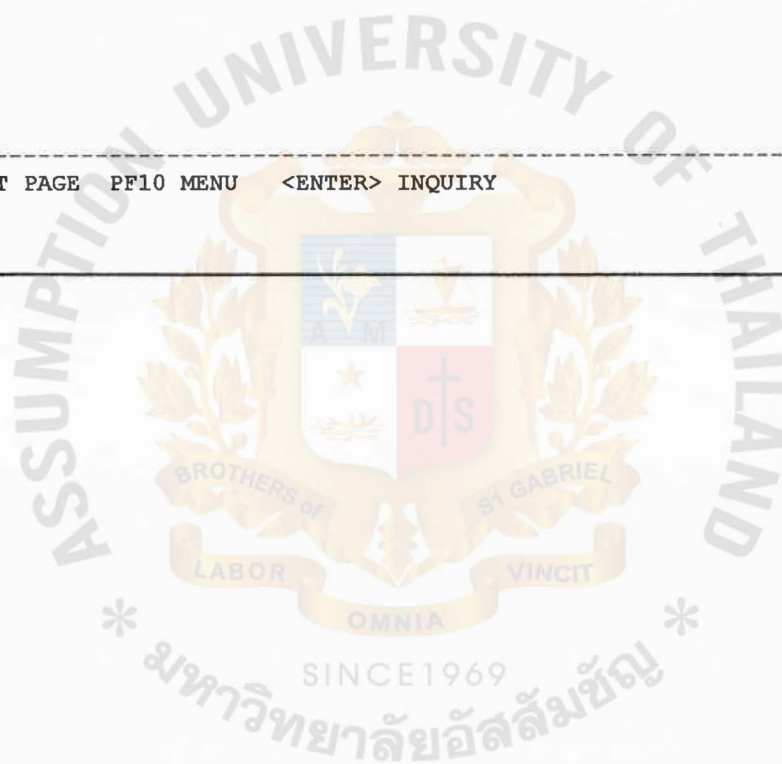 ASSUMPTION UNIVERSITY OF THAILAND
T PAGE PF10 MENU <ENTER> INQUIRY
A M
D S
BROTHERS of ST GABRIEL
LABOR OMNIA VINCIT
SINCE1969
* มหาวิทยาลัยอัสสัมชัญ *